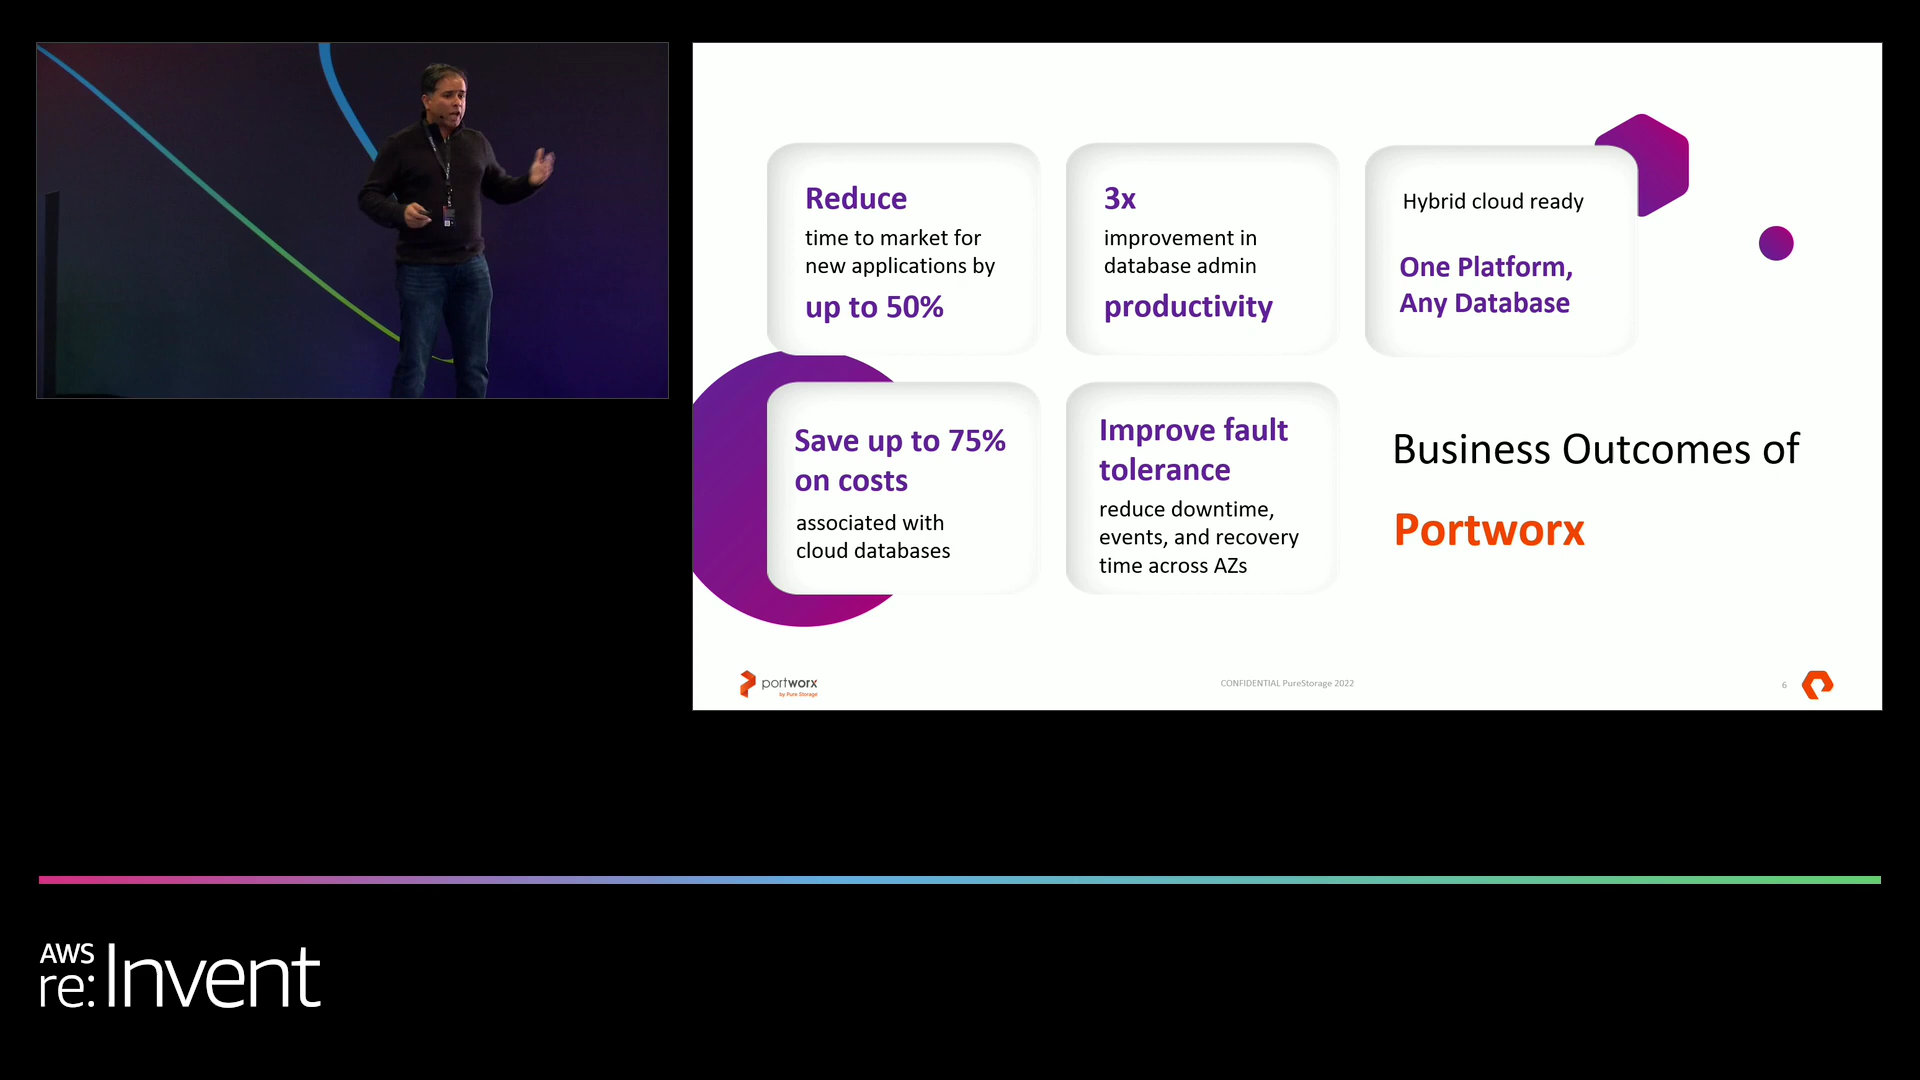 Reduce
time to market for
new applications by
up to 50%
3x
improvement in
database admin
productivity
Hybrid cloud ready
One Platform,
Any Database
Save up to 75%
on costs
associated with
cloud databases
Improve fault
tolerance
reduce downtime,
events, and recovery
time across AZs
Business Outcomes of
Portworx
portworx
by Pure Storage
CONFIDENTIAL PureStorage 2022
6
AWS
re:Invent